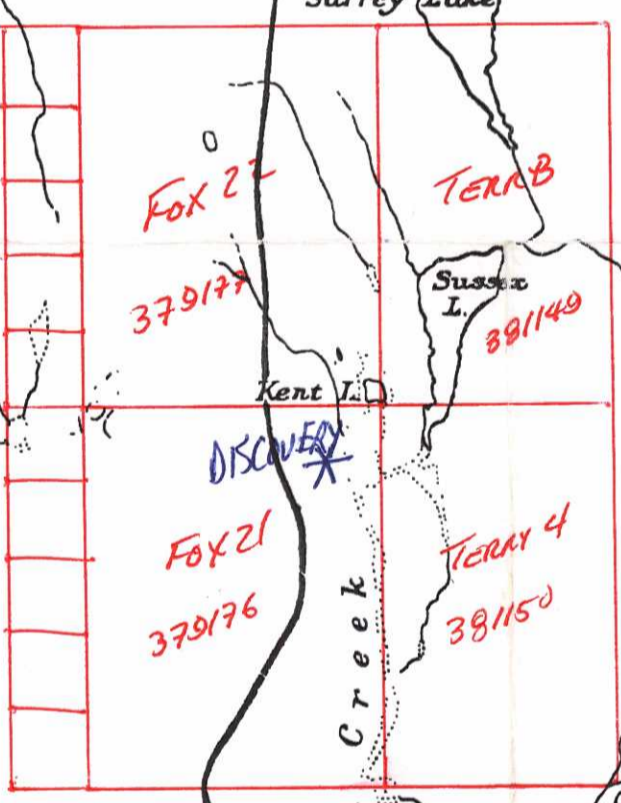 Surrey Lake
FOX 22
TERR B
379177
Sussex
L.
381149
Kent L.
DISCOVERY
FOX 21
TERRY 4
379176
381150
Creek